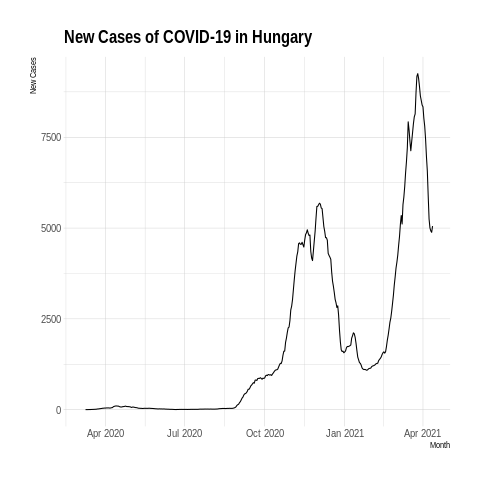 New Cases of COVID-19 in Hungary
New Cases
7500
5000
2500
0
Apr 2020 Jul 2020 Oct 2020 Jan 2021 Apr 2021
Month